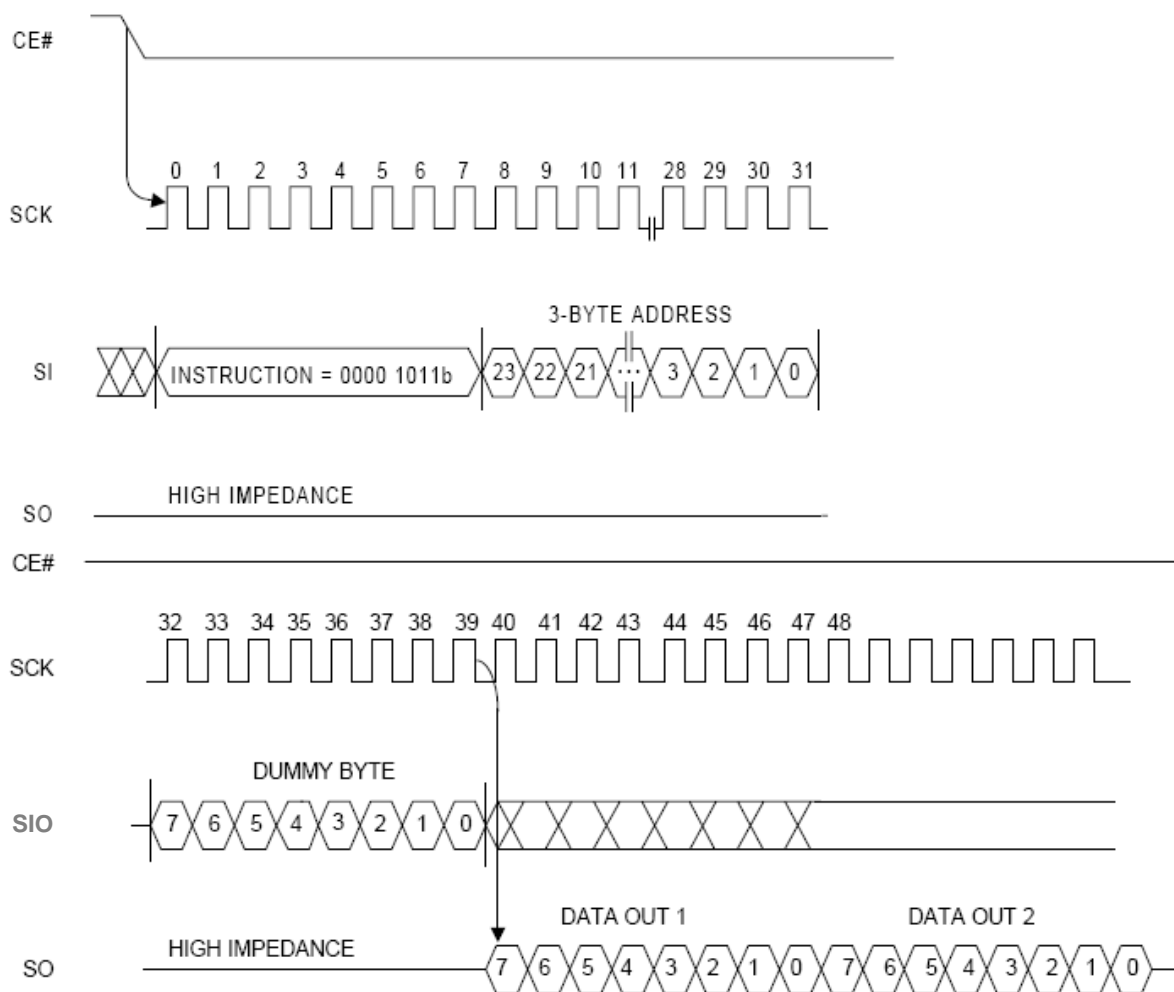 CE#
0 1 2 3 4 5 6 7 8 9 10 11 28 29 30 31
SCK
3-BYTE ADDRESS
SI INSTRUCTION = 0000 1011b 23 22 21 ... 3 2 1 0
HIGH IMPEDANCE
SO
CE#
32 33 34 35 36 37 38 39 40 41 42 43 44 45 46 47 48
SCK
DUMMY BYTE
SIO 7 6 5 4 3 2 1 0
DATA OUT 1 DATA OUT 2
HIGH IMPEDANCE
SO 7 6 5 4 3 2 1 0 7 6 5 4 3 2 1 0